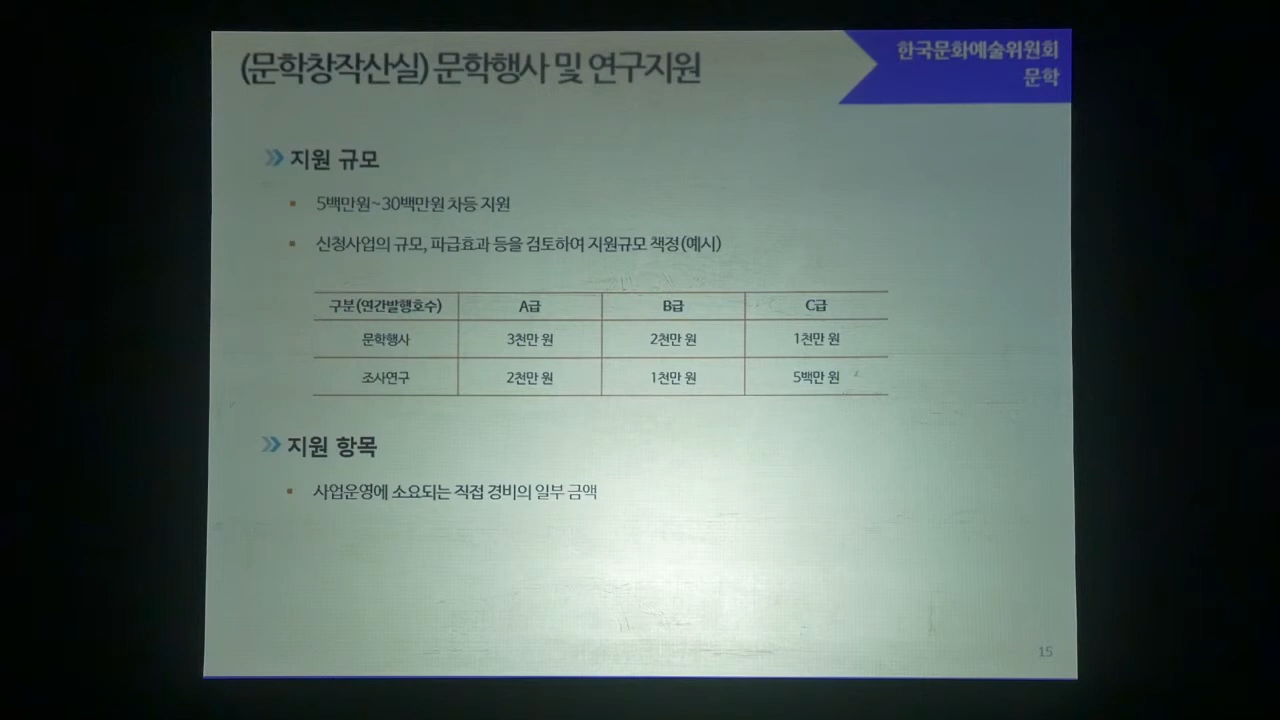 (문학창작산실) 문학행사 및 연구지원
한국문화예술위원회
문학
지원 규모
5백만원~30백만원 차등 지원
신청사업의 규모, 파급효과 등을 검토하여 지원규모 책정(예시)
구분(연간발행호수) A급 B급 C급
문학행사 3천만 원 2천만 원 1천만 원
조사연구 2천만 원 1천만 원 5백만 원
지원 항목
사업운영에 소요되는 직접 경비의 일부 금액
15